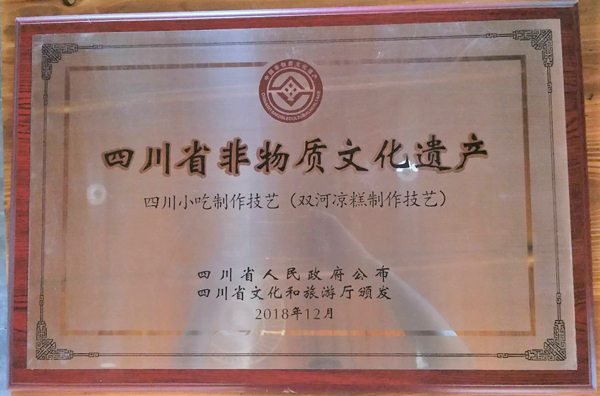 四川省非物质文化遗产
四川小吃制作技艺（双河凉糕制作技艺）
四川省人民政府公布
四川省文化和旅游厅颁发
2018年12月